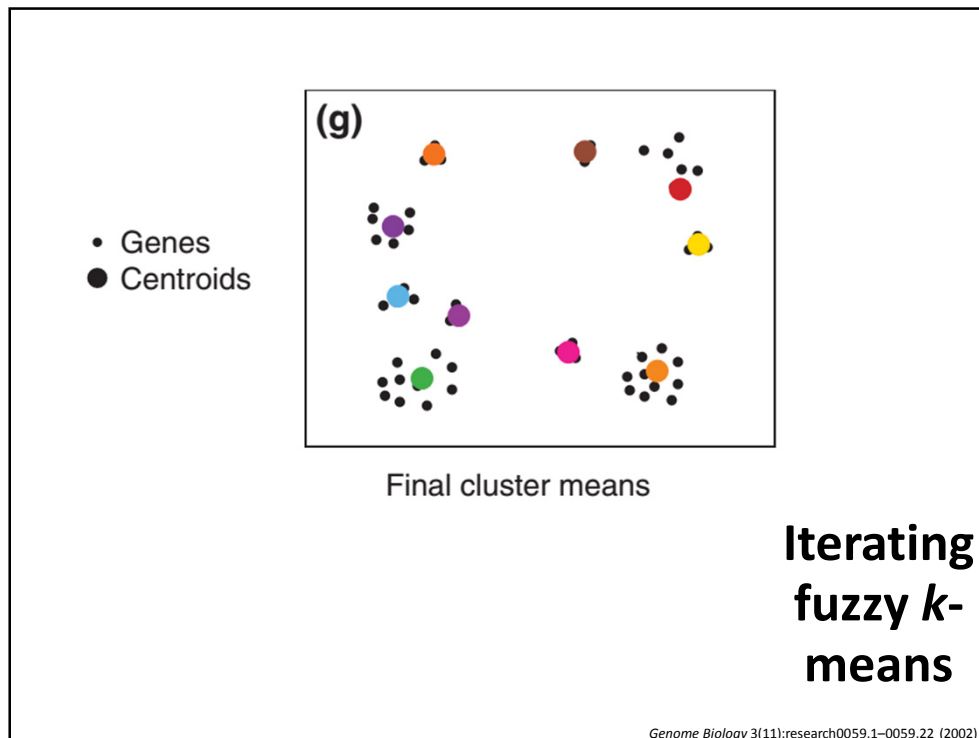 (g)
Genes
Centroids
Final cluster means
Iterating
fuzzy k-
means
Genome Biology 3(11):research0059.1–0059.22 (2002)